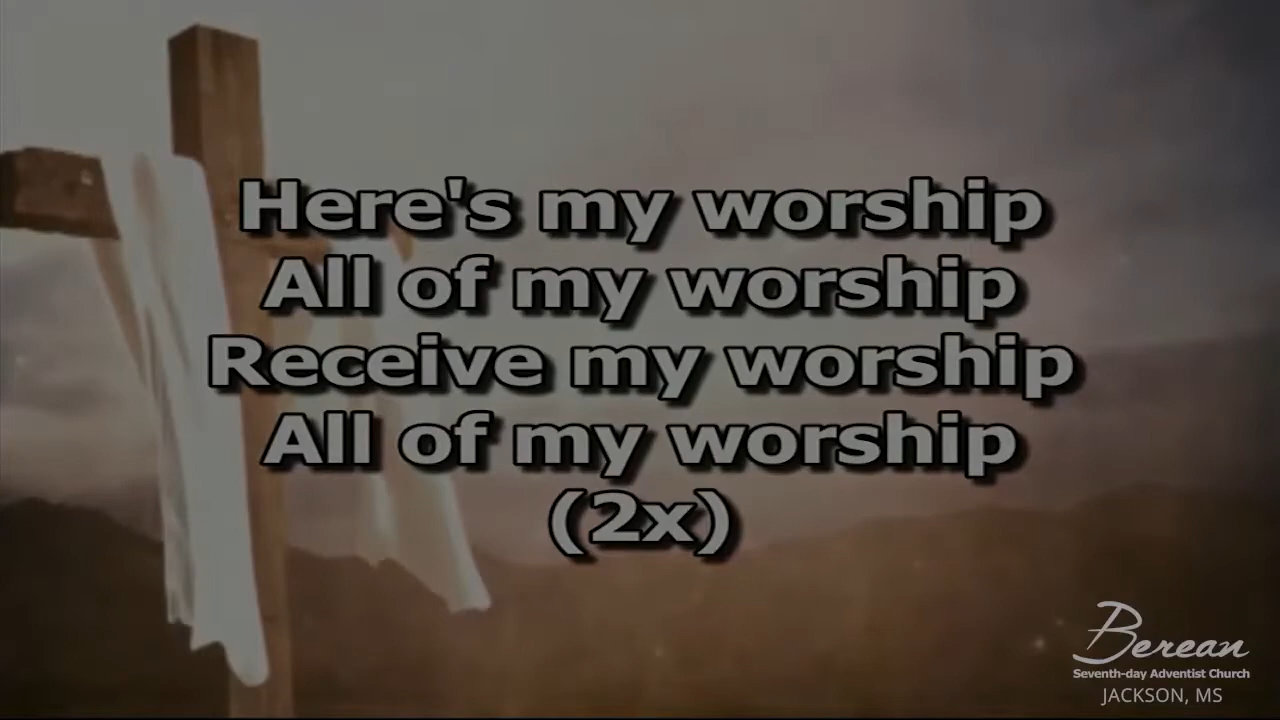 Here's my worship
All of my worship
Receive my worship
All of my worship
(2x)
Berean
Seventh-day Adventist Church
JACKSON, MS